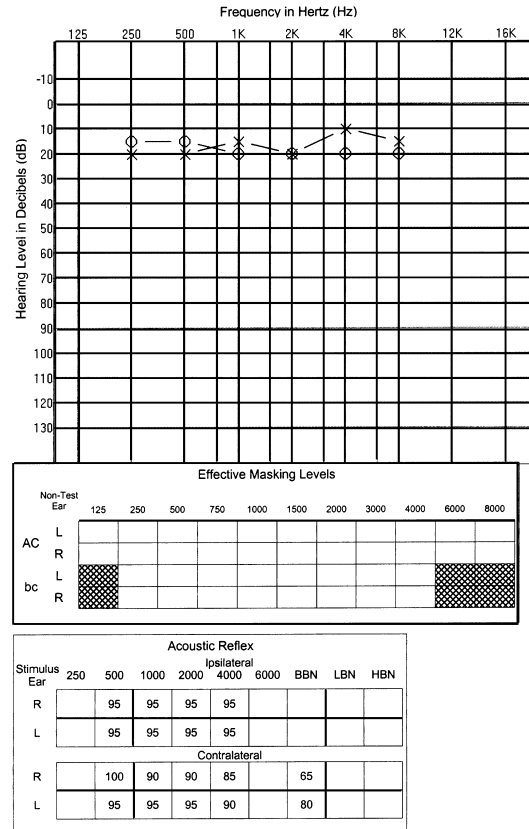 Frequency in Hertz (Hz)
125 250 500 1K 2K 4K 8K 12K 16K
Hearing Level in Decibels (dB)
-10
0
10
20
30
40
50
60
70
80
90
100
110
120
130
Effective Masking Levels
Non-Test Ear 125 250 500 750 1000 1500 2000 3000 4000 6000 8000
AC L
R
bc L
R
Acoustic Reflex
Ipsilateral
Stimulus Ear 250 500 1000 2000 4000 6000 BBN LBN HBN
R 95 95 95 95
L 95 95 95 95
Contralateral
R 100 90 90 85 65
L 95 95 95 90 80